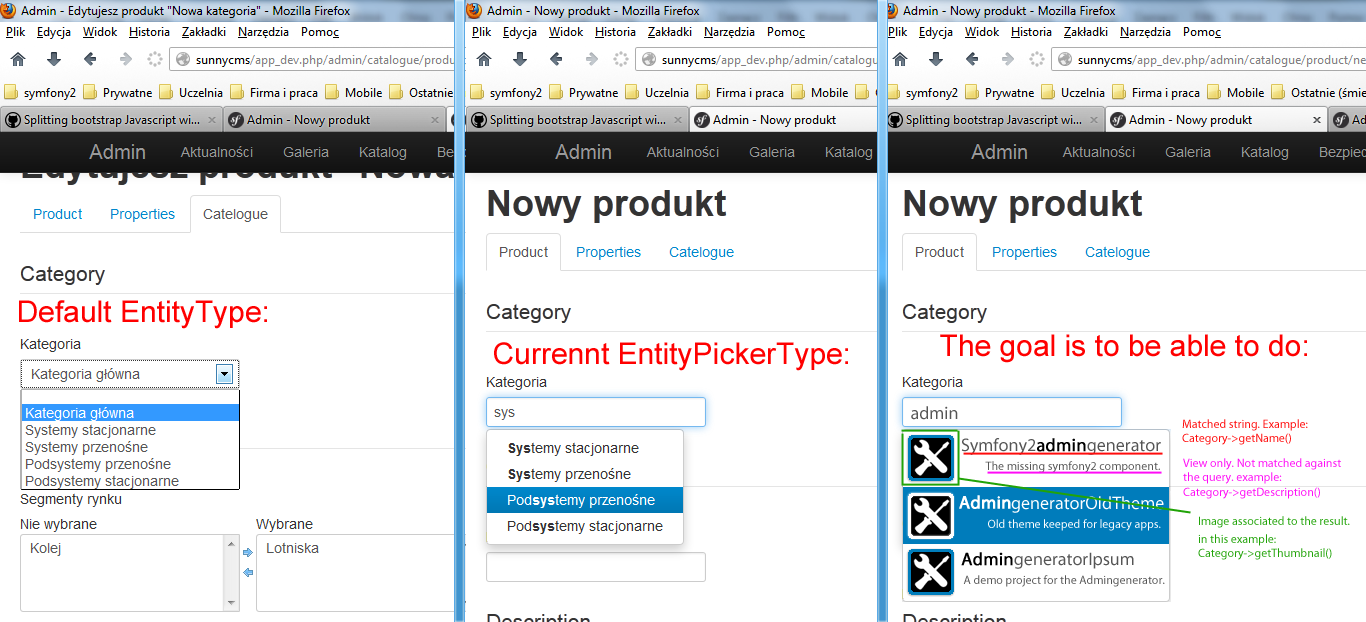 Admin - Edytujesz produkt "Nowa kategoria" - Mozilla Firefox
Plik Edycja Widok Historia Zakładki Narzędzia Pomoc
sunnycms/app_dev.php/admin/catalogue/produ
symfony2 Prywatne Uczelnia Firma i praca Mobile Ostatnie
Splitting bootstrap Javascript wi... × Admin - Nowy produkt ×
Admin Aktualności Galeria Katalog Be
Edytujesz produkt "Nowa
Product Properties Catelogue
Category
Default EntityType:
Kategoria
Kategoria główna
Kategoria główna
Systemy stacjonarne
Systemy przenośne
Podsystemy przenośne
Podsystemy stacjonarne
Segmenty rynku
Nie wybrane Wybrane
Kolej Lotniska
Admin - Nowy produkt - Mozilla Firefox
Plik Edycja Widok Historia Zakładki Narzędzia Pomoc
sunnycms/app_dev.php/admin/catalogu
symfony2 Prywatne Uczelnia Firma i praca Mobile
Splitting bootstrap Javascript wi... × Admin - Nowy produkt
Admin Aktualności Galeria Katalog
Nowy produkt
Product Properties Catelogue
Category
Currennt EntityPickerType:
Kategoria
sys
Systemy stacjonarne
Systemy przenośne
Podsystemy przenośne
Podsystemy stacjonarne
Description
Admin - Nowy produkt - Mozilla Firefox
Plik Edycja Widok Historia Zakładki Narzędzia Pomoc
sunnycms/app_dev.php/admin/catalogue/product/ne
symfony2 Prywatne Uczelnia Firma i praca Mobile Ostatnie (śmie
Splitting bootstrap Javascript wi... × Admin - Nowy produkt × Ad
Admin Aktualności Galeria Katalog Bezpiec
Nowy produkt
Product Properties Catelogue
Category
The goal is to be able to do:
Kategoria
admin
Symfony2admingenerator
The missing symfony2 component.
AdmingeneratorOldTheme
Old theme keeped for legacy apps.
AdmingeneratorIpsum
A demo project for the Admingenerator.
Matched string. Example:
Category->getName()
View only. Not matched against
the query. example:
Category->getDescription()
Image associated to the result.
in this example:
Category->getThumbnail()
Description